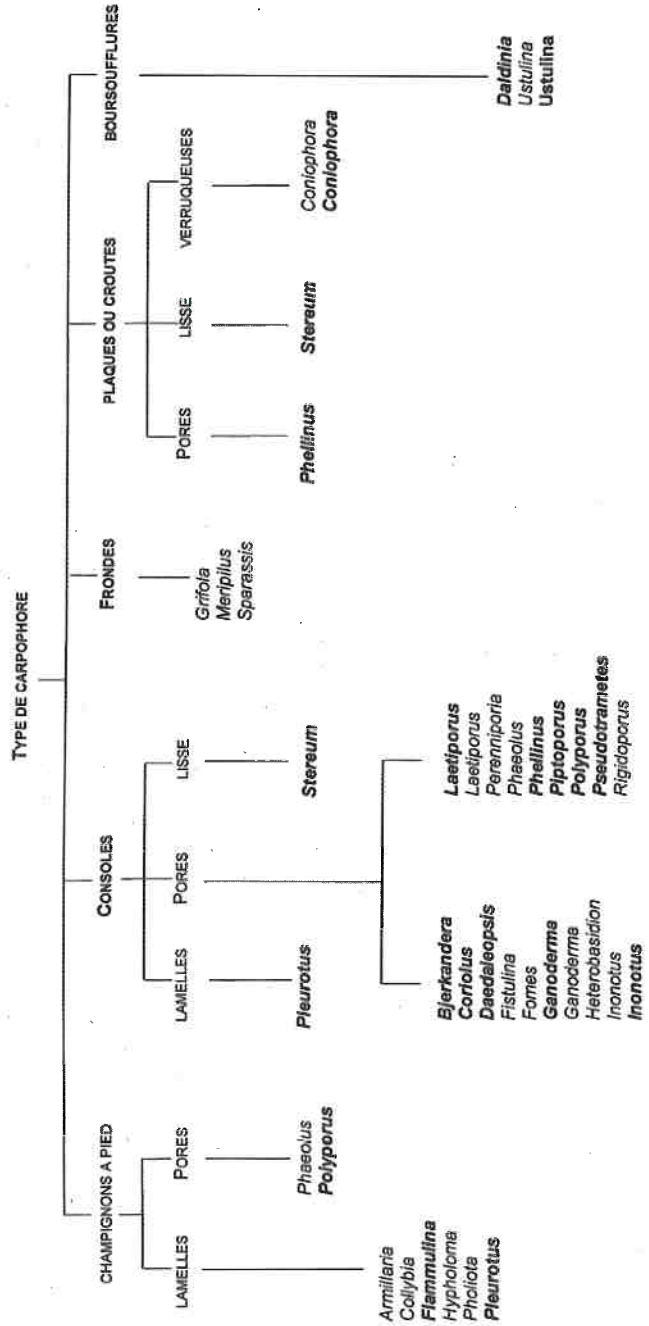 TYPE DE CARPOPHORE
CHAMPIGNONS A PIED
CONSOLES
FRONDES
PLAQUES OU CROUTES
BOURSOUFFLURES
LAMELLES
PORES
LAMELLES
PORES
LISSE
PORES
LISSE
VERRUQUEUSES
Armillaria
Collybia
Flammulina
Hypholoma
Pholiota
Pleurotus
Phaeolus
Polyporus
Pleurotus
Stereum
Bjerkandera
Coriolus
Daedaleopsis
Fistulina
Fomes
Ganoderma
Ganoderma
Heterobasidion
Inonotus
Inonotus
Laetiporus
Laetiporus
Perenniporia
Phaeolus
Phellinus
Piptoporus
Polyporus
Pseudotrametes
Rigidoporus
Grifola
Meripilus
Sparassis
Phellinus
Stereum
Coniophora
Coniophora
Daldinia
Ustulina
Ustulina